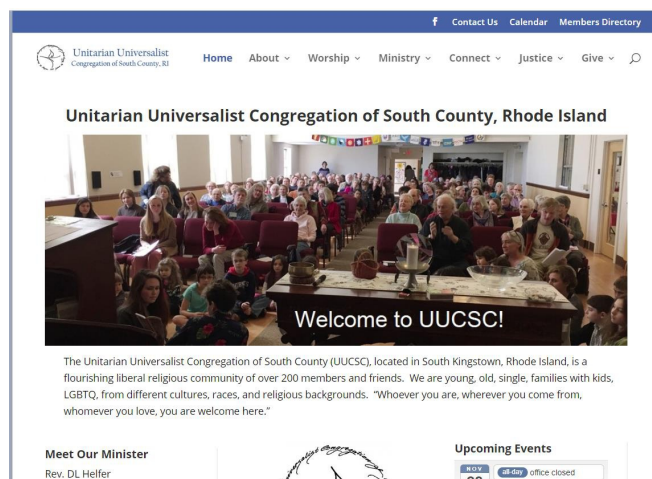 f Contact Us Calendar Members Directory
Unitarian Universalist
Congregation of South County, RI
Home About Worship Ministry Connect Justice Give
Unitarian Universalist Congregation of South County, Rhode Island
Welcome to UUCSC!
The Unitarian Universalist Congregation of South County (UUCSC), located in South Kingstown, Rhode Island, is a
flourishing liberal religious community of over 200 members and friends. We are young, old, single, families with kids,
LGBTQ, from different cultures, races, and religious backgrounds. “Whoever you are, wherever you come from,
whomever you love, you are welcome here.”
Meet Our Minister
Rev. DL Helfer
Upcoming Events
NOV
all-day office closed